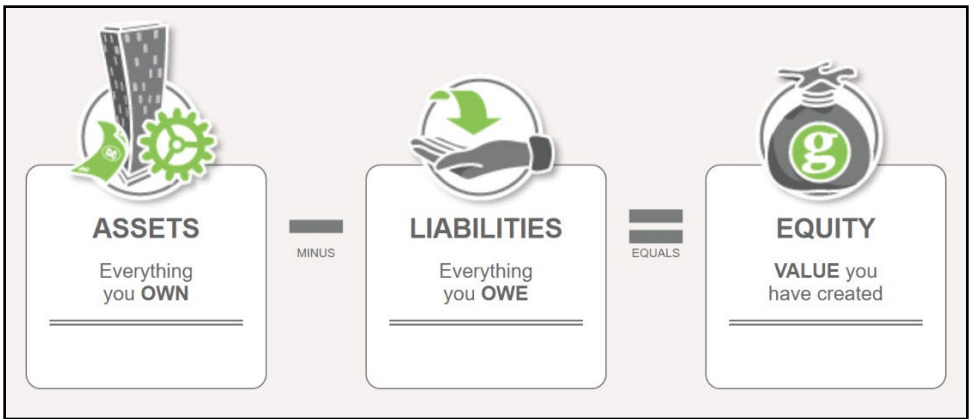 ASSETS
Everything
you OWN
MINUS
LIABILITIES
Everything
you OWE
EQUALS
g
EQUITY
VALUE you
have created